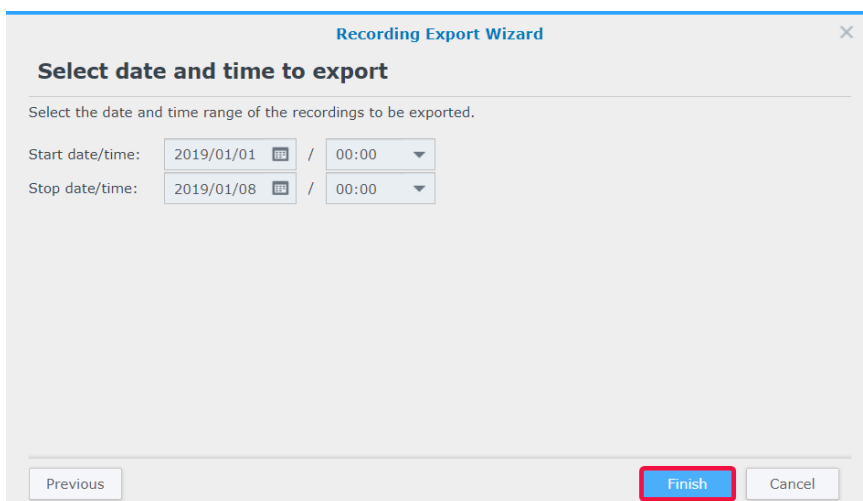 Recording Export Wizard
Select date and time to export
Select the date and time range of the recordings to be exported.
Start date/time: 2019/01/01 / 00:00
Stop date/time: 2019/01/08 / 00:00
Previous Finish Cancel